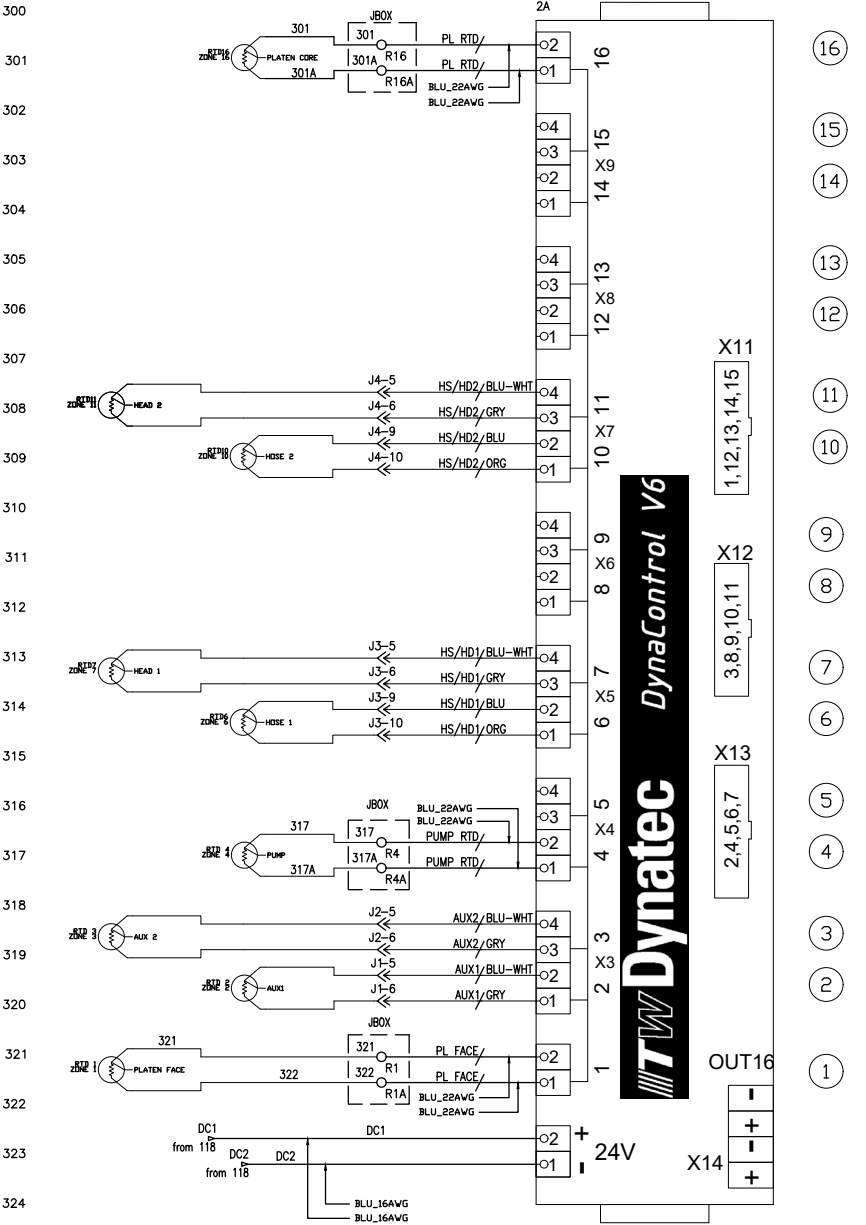 300
2A
JBOX
301
301
PL RTD
2
16
16
RTD16
ZONE 16
PLATEN CORE
R16
301
301A
301A
PL RTD
1
R16A
BLU_22AWG
BLU_22AWG
302
4
15
15
303
3
X9
2
14
14
304
1
305
4
13
13
3
X8
306
2
12
12
1
307
X11
J4-5
HS/HD2/BLU-WHT
4
11
11
RTD11
ZONE 11
HEAD 2
308
J4-6
HS/HD2/GRY
3
X7
J4-9
HS/HD2/BLU
2
10
10
RTD10
ZONE 10
HOSE 2
309
J4-10
HS/HD2/ORG
1
1,12,13,14,15
310
4
9
9
311
3
X6
X12
2
8
8
312
1
3,8,9,10,11
313
J3-5
HS/HD1/BLU-WHT
4
7
7
RTD7
ZONE 7
HEAD 1
J3-6
HS/HD1/GRY
3
X5
314
J3-9
HS/HD1/BLU
2
6
6
RTD6
ZONE 6
HOSE 1
J3-10
HS/HD1/ORG
1
315
X13
316
JBOX
BLU_22AWG
BLU_22AWG
4
5
5
3
X4
317
317
PUMP RTD
2
4
4
RTD 4
ZONE 4
PUMP
R4
317
317A
317A
PUMP RTD
1
R4A
2,4,5,6,7
318
J2-5
AUX2/BLU-WHT
4
3
3
RTD 3
ZONE 3
AUX 2
319
J2-6
AUX2/GRY
3
X3
J1-5
AUX1/BLU-WHT
2
2
2
RTD 2
ZONE 2
AUX1
320
J1-6
AUX1/GRY
1
JBOX
321
321
321
PL FACE
2
1
1
RTD 1
ZONE 1
PLATEN FACE
R1
322
322
PL FACE
1
R1A
OUT16
322
BLU_22AWG
BLU_22AWG
DC1
from 118
DC1
2
+
24V
323
DC2
from 118
DC2
1
-
X14
-
+
-
+
324
BLU_16AWG
BLU_16AWG
TW Dynatec DynaControl V6